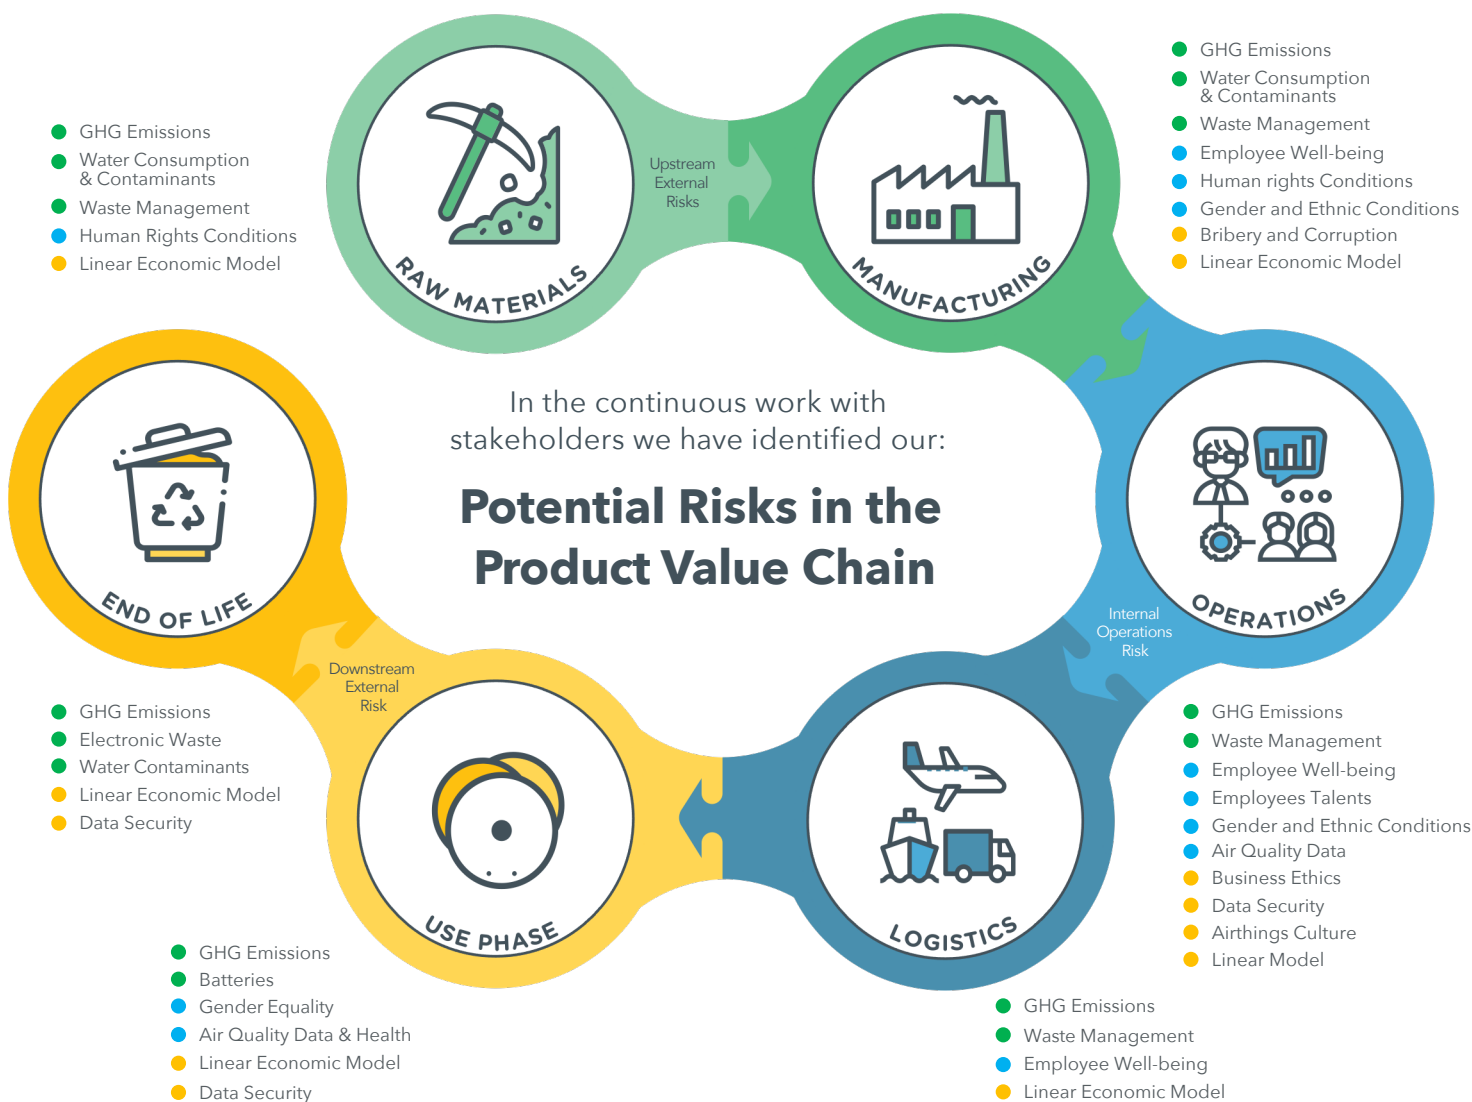 GHG Emissions
Water Consumption
& Contaminants
Waste Management
Human Rights Conditions
Linear Economic Model
RAW MATERIALS
Upstream
External
Risks
MANUFACTURING
GHG Emissions
Water Consumption
& Contaminants
Waste Management
Employee Well-being
Human rights Conditions
Gender and Ethnic Conditions
Bribery and Corruption
Linear Economic Model
In the continuous work with
stakeholders we have identified our:
Potential Risks in the
Product Value Chain
OPERATIONS
Internal
Operations
Risk
GHG Emissions
Waste Management
Employee Well-being
Employees Talents
Gender and Ethnic Conditions
Air Quality Data
Business Ethics
Data Security
Airthings Culture
Linear Model
LOGISTICS
GHG Emissions
Waste Management
Employee Well-being
Linear Economic Model
USE PHASE
GHG Emissions
Batteries
Gender Equality
Air Quality Data & Health
Linear Economic Model
Data Security
Downstream
External
Risk
END OF LIFE
GHG Emissions
Electronic Waste
Water Contaminants
Linear Economic Model
Data Security